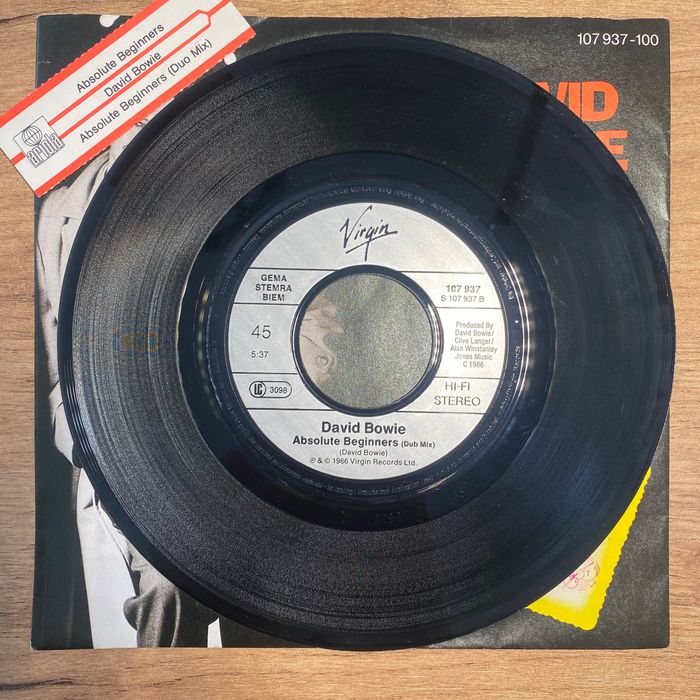 107 937-100
Absolute Beginners
David Bowie
Absolute Beginners (Duo Mix)
ariola
Virgin
GEMA
STEMRA
BIEM
107 937
S 107 937 B
45
5:37
Produced by
David Bowie/
Clive Langer/
Alan Winstanley
Jones Music
C 1986
LC 3098
HI-FI
STEREO
David Bowie
Absolute Beginners (Dub Mix)
(David Bowie)
℗ & © 1986 Virgin Records Ltd.